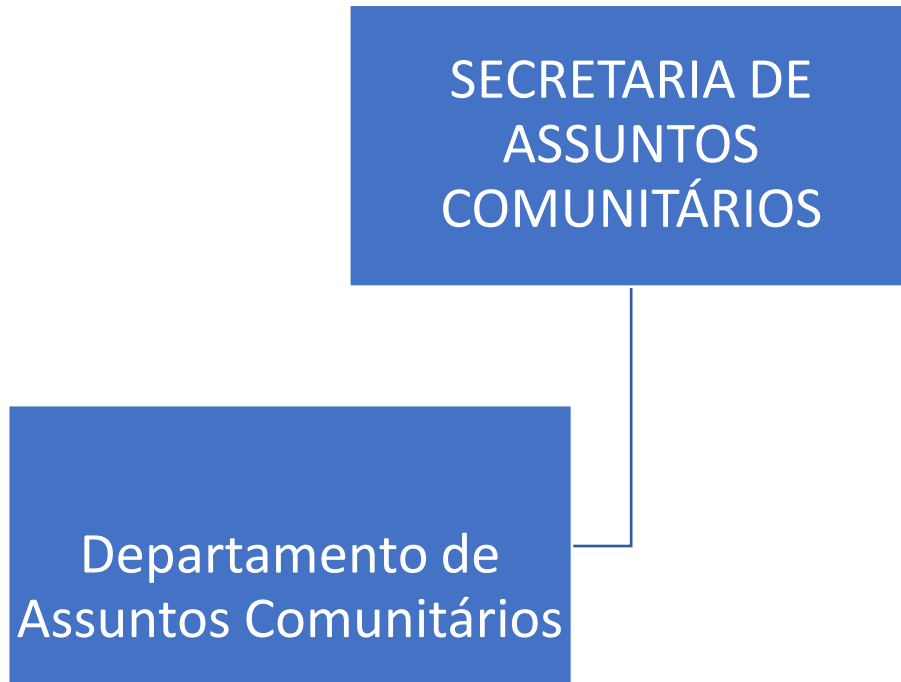 SECRETARIA DE
ASSUNTOS
COMUNITÁRIOS
Departamento de
Assuntos Comunitários